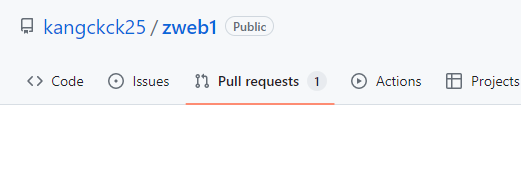 kangckck25 / zweb1 Public
Code Issues Pull requests 1 Actions Projects